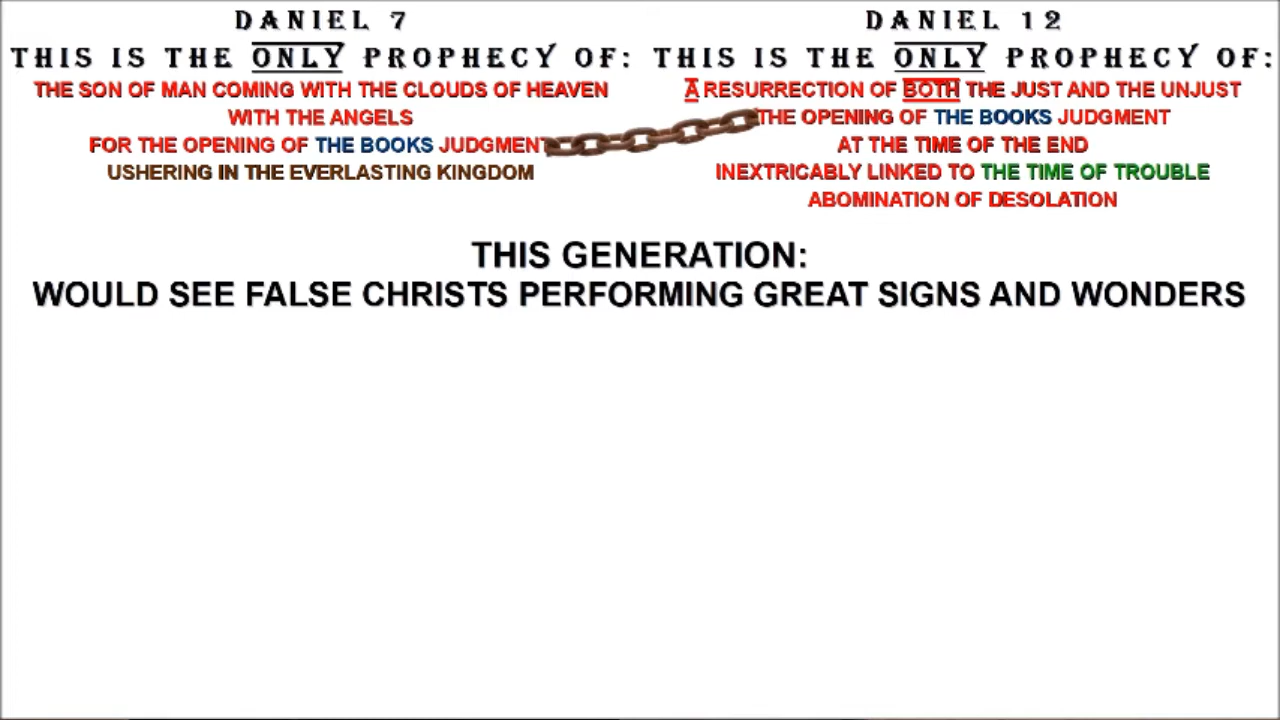 DANIEL 7
THIS IS THE ONLY PROPHECY OF:
THE SON OF MAN COMING WITH THE CLOUDS OF HEAVEN
WITH THE ANGELS
FOR THE OPENING OF THE BOOKS JUDGMENT
USHERING IN THE EVERLASTING KINGDOM
DANIEL 12
THIS IS THE ONLY PROPHECY OF:
A RESURRECTION OF BOTH THE JUST AND THE UNJUST
THE OPENING OF THE BOOKS JUDGMENT
AT THE TIME OF THE END
INEXTRICABLY LINKED TO THE TIME OF TROUBLE
ABOMINATION OF DESOLATION
THIS GENERATION:
WOULD SEE FALSE CHRISTS PERFORMING GREAT SIGNS AND WONDERS